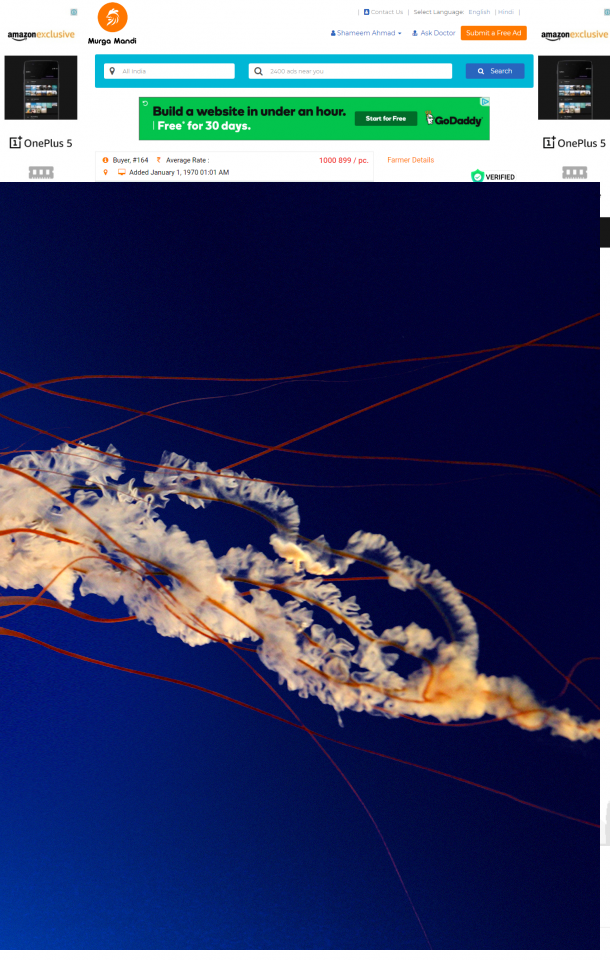 | Contact Us | Select Language: English | Hindi |
amazonexclusive
amazonexclusive
Murga Mandi
Shameem Ahmad
Ask Doctor
Submit a Free Ad
All India
2400 ads near you
Search
Build a website in under an hour.
Free* for 30 days.
Start for Free
GoDaddy
1+ OnePlus 5
1+ OnePlus 5
Buyer, #164 ₹ Average Rate : 1000 899 / pc.
Farmer Details
Added January 1, 1970 01:01 AM
VERIFIED